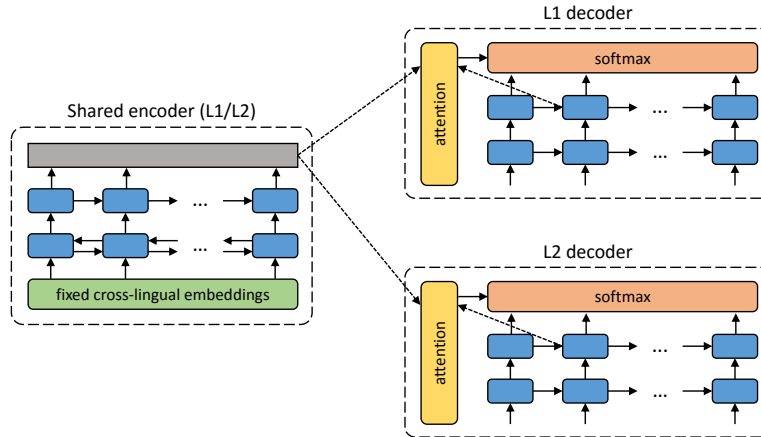 Shared encoder (L1/L2)
...
...
fixed cross-lingual embeddings
L1 decoder
attention
softmax
...
...
L2 decoder
attention
softmax
...
...